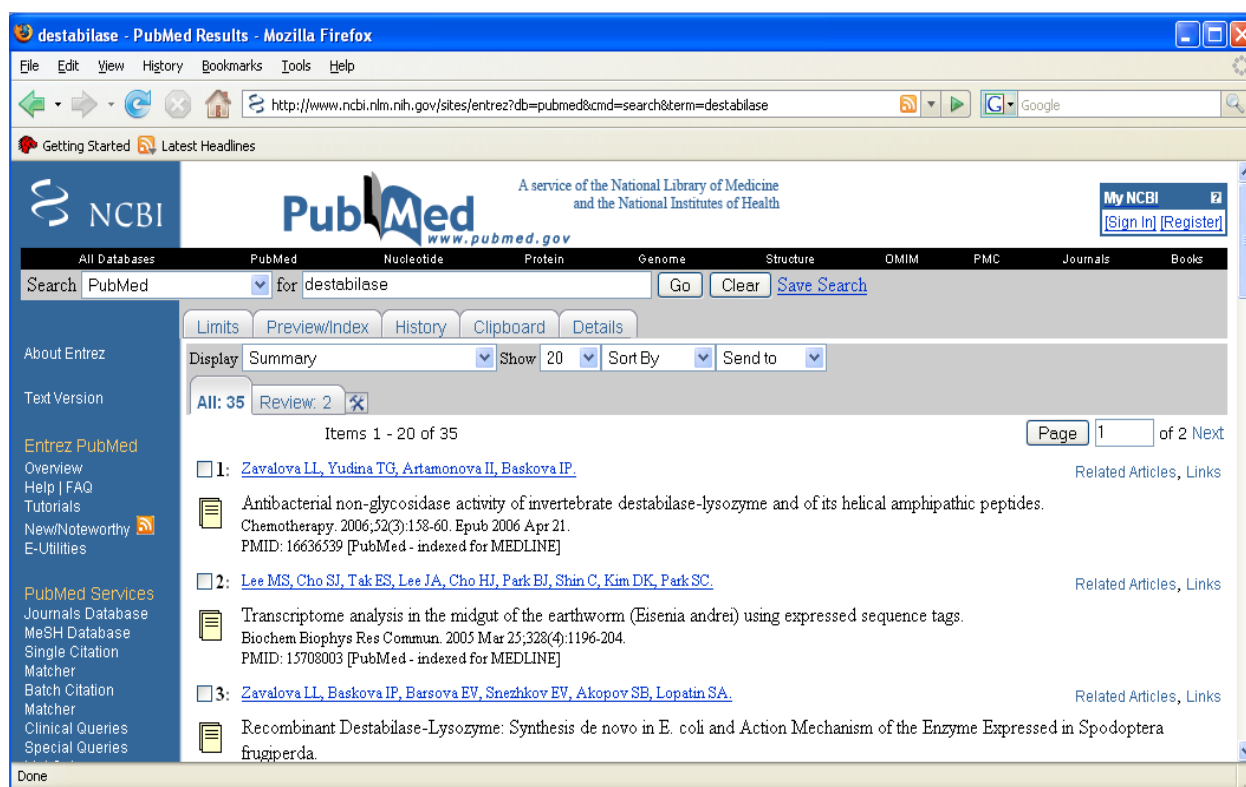 destabilase - PubMed Results - Mozilla Firefox
File Edit View History Bookmarks Tools Help
http://www.ncbi.nlm.nih.gov/sites/entrez?db=pubmed&cmd=search&term=destabilase G Google
Getting Started Latest Headlines
NCBI
PubMed
www.pubmed.gov
A service of the National Library of Medicine
and the National Institutes of Health
My NCBI ?
[Sign In] [Register]
All Databases PubMed Nucleotide Protein Genome Structure OMIM PMC Journals Books
Search PubMed for destabilase Go Clear Save Search
Limits Preview/Index History Clipboard Details
Display Summary Show 20 Sort By Send to
All: 35 Review: 2
Items 1 - 20 of 35 Page 1 of 2 Next
1: Zavalova LL, Yudina TG, Artamonova II, Baskova IP. Related Articles, Links
Antibacterial non-glycosidase activity of invertebrate destabilase-lysozyme and of its helical amphipathic peptides.
Chemotherapy. 2006;52(3):158-60. Epub 2006 Apr 21.
PMID: 16636539 [PubMed - indexed for MEDLINE]
2: Lee MS, Cho SJ, Tak ES, Lee JA, Cho HJ, Park BJ, Shin C, Kim DK, Park SC. Related Articles, Links
Transcriptome analysis in the midgut of the earthworm (Eisenia andrei) using expressed sequence tags.
Biochem Biophys Res Commun. 2005 Mar 25;328(4):1196-204.
PMID: 15708003 [PubMed - indexed for MEDLINE]
3: Zavalova LL, Baskova IP, Barsova EV, Snezhkov EV, Akopov SB, Lopatin SA. Related Articles, Links
Recombinant Destabilase-Lysozyme: Synthesis de novo in E. coli and Action Mechanism of the Enzyme Expressed in Spodoptera
frugiperda.
About Entrez
Text Version
Entrez PubMed
Overview
Help | FAQ
Tutorials
New/Noteworthy
E-Utilities
PubMed Services
Journals Database
MeSH Database
Single Citation
Matcher
Batch Citation
Matcher
Clinical Queries
Special Queries
Done